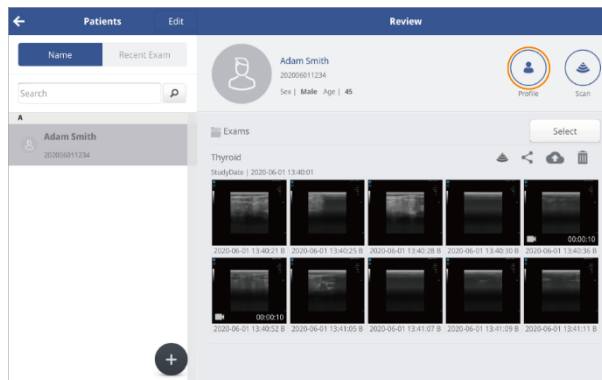 Patients
Edit
Review
Name
Recent Exam
Search
A
Adam Smith
202006011234
Adam Smith
202006011234
Sex | Male Age | 45
Profile
Scan
Exams
Select
Thyroid
StudyDate | 2020-06-01 13:40:01
00:00:10
2020-06-01 13:40:21 B
2020-06-01 13:40:25 B
2020-06-01 13:40:28 B
2020-06-01 13:40:30 B
2020-06-01 13:40:36 B
00:00:10
2020-06-01 13:40:52 B
2020-06-01 13:41:05 B
2020-06-01 13:41:07 B
2020-06-01 13:41:09 B
2020-06-01 13:41:11 B